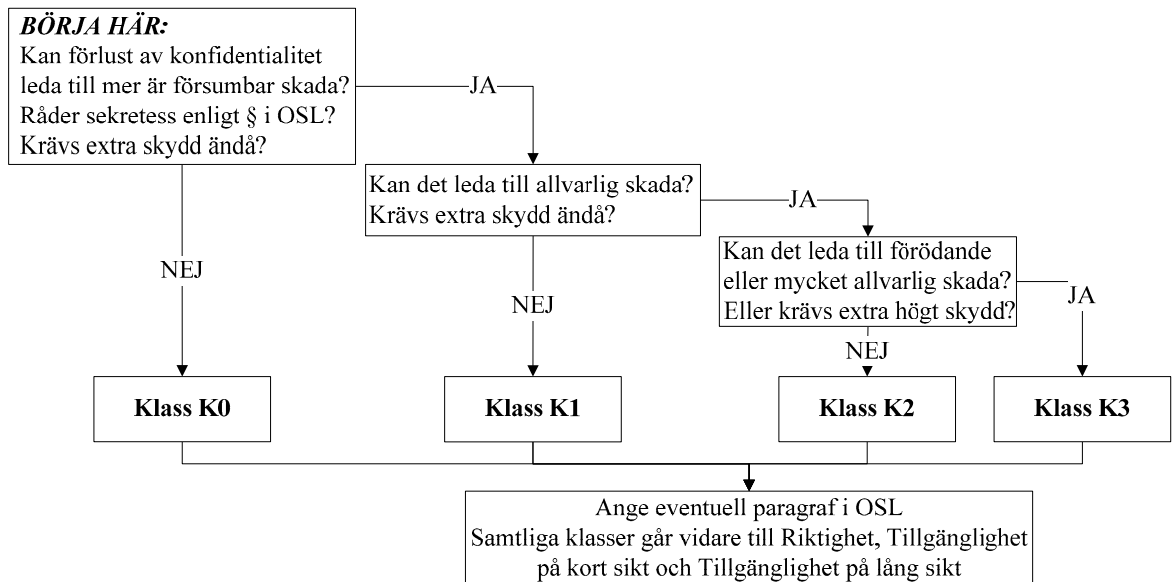 BÖRJA HÄR:
Kan förlust av konfidentialitet
leda till mer är försumbar skada?
Råder sekretess enligt § i OSL?
Krävs extra skydd ändå?
JA
Kan det leda till allvarlig skada?
Krävs extra skydd ändå?
JA
Kan det leda till förödande
eller mycket allvarlig skada?
Eller krävs extra högt skydd?
JA
NEJ
NEJ
NEJ
Klass K0
Klass K1
Klass K2
Klass K3
Ange eventuell paragraf i OSL
Samtliga klasser går vidare till Riktighet, Tillgänglighet
på kort sikt och Tillgänglighet på lång sikt